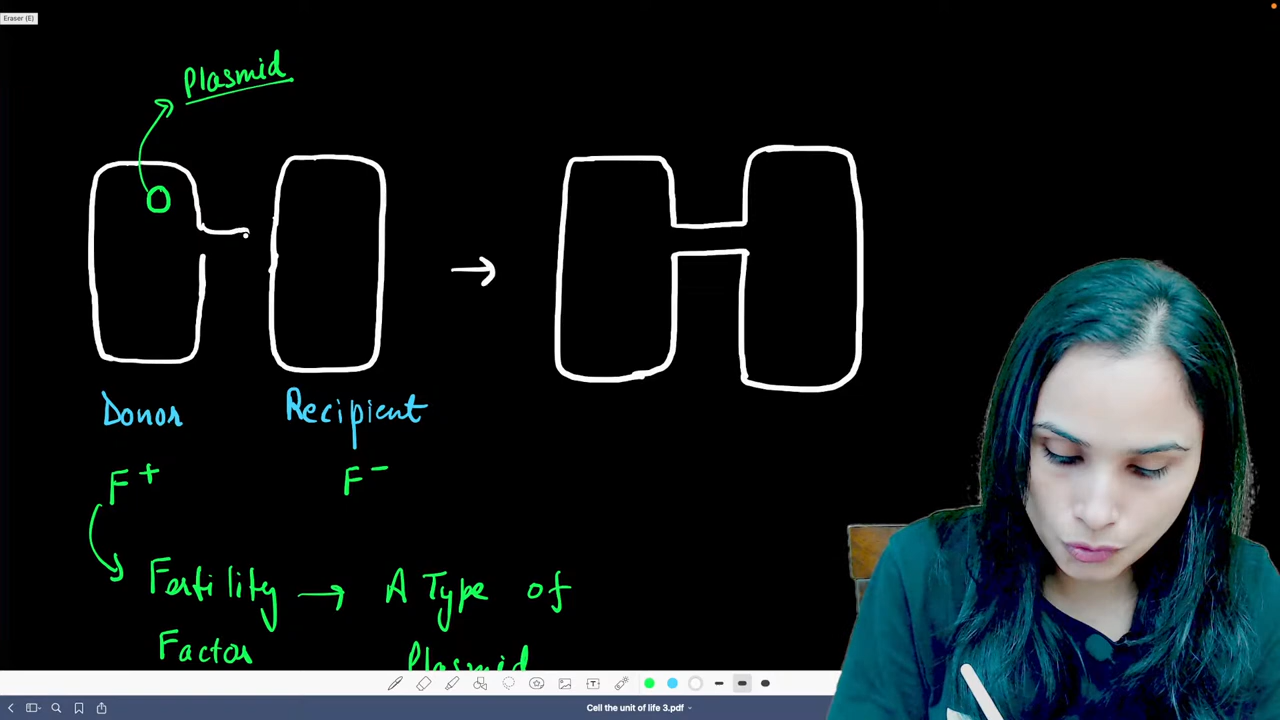 Eraser (E)
Plasmid
Donor Recipient
F+ F-
Fertility → A Type of
Factor Plasmid
Cell the unit of life 3.pdf